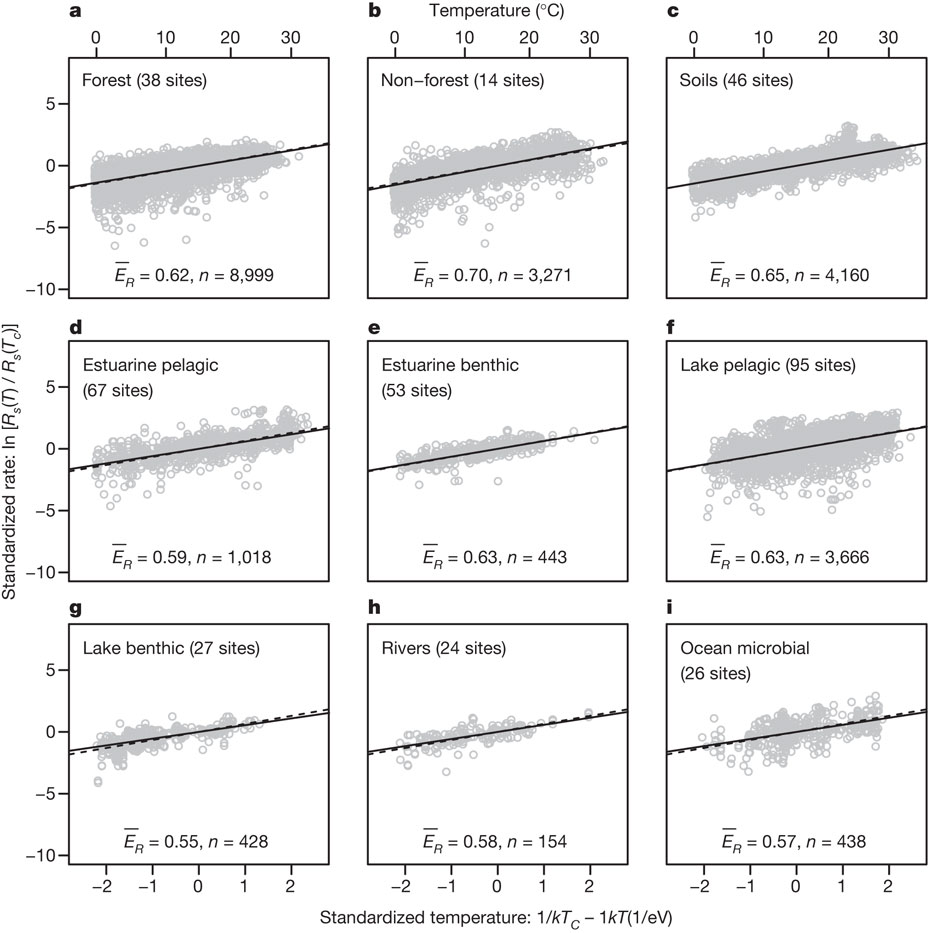 a b Temperature (°C) c
0 10 20 30 0 10 20 30 0 10 20 30
Forest (38 sites) Non–forest (14 sites) Soils (46 sites)
5
0
−5
−10
E̅R = 0.62, n = 8,999 E̅R = 0.70, n = 3,271 E̅R = 0.65, n = 4,160
d e f
Estuarine pelagic Estuarine benthic Lake pelagic (95 sites)
(67 sites) (53 sites)
5
0
−5
−10
E̅R = 0.59, n = 1,018 E̅R = 0.63, n = 443 E̅R = 0.63, n = 3,666
Standardized rate: ln [Rs(T) / Rs(Tc)]
g h i
Lake benthic (27 sites) Rivers (24 sites) Ocean microbial
(26 sites)
5
0
−5
−10
E̅R = 0.55, n = 428 E̅R = 0.58, n = 154 E̅R = 0.57, n = 438
−2 −1 0 1 2 −2 −1 0 1 2 −2 −1 0 1 2
Standardized temperature: 1/kTC – 1kT(1/eV)